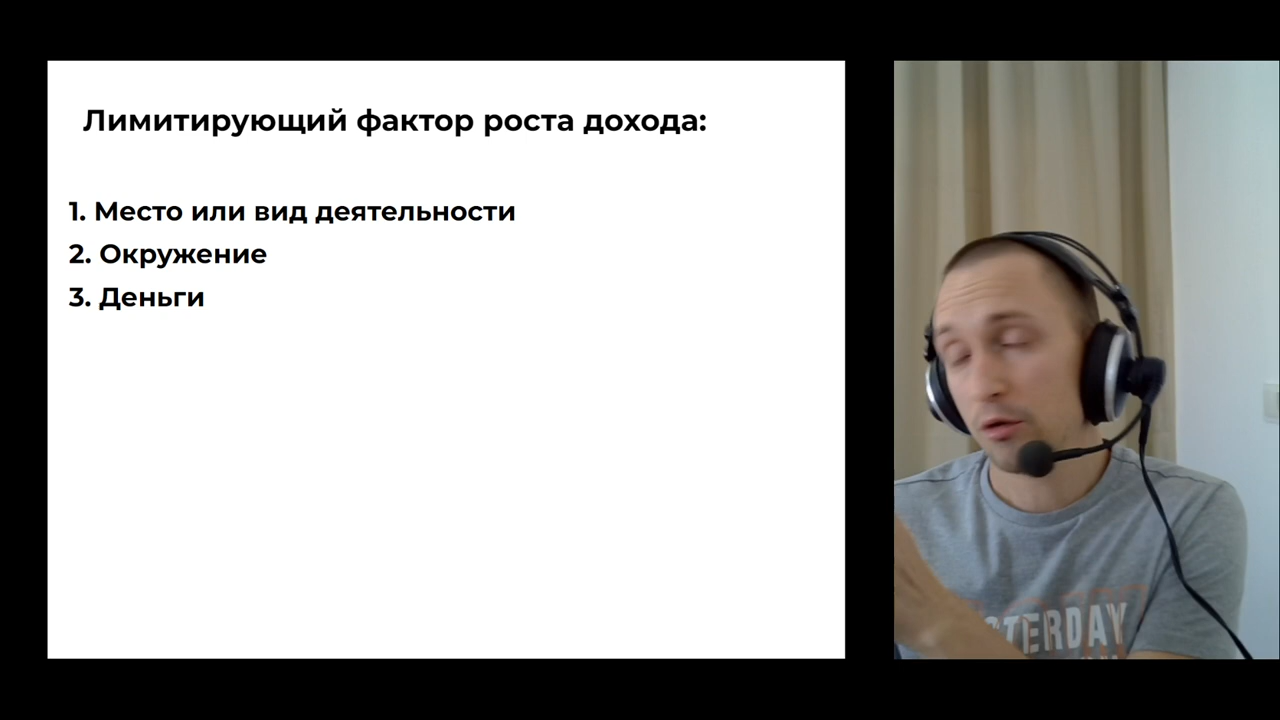 Лимитирующий фактор роста дохода:
1. Место или вид деятельности
2. Окружение
3. Деньги